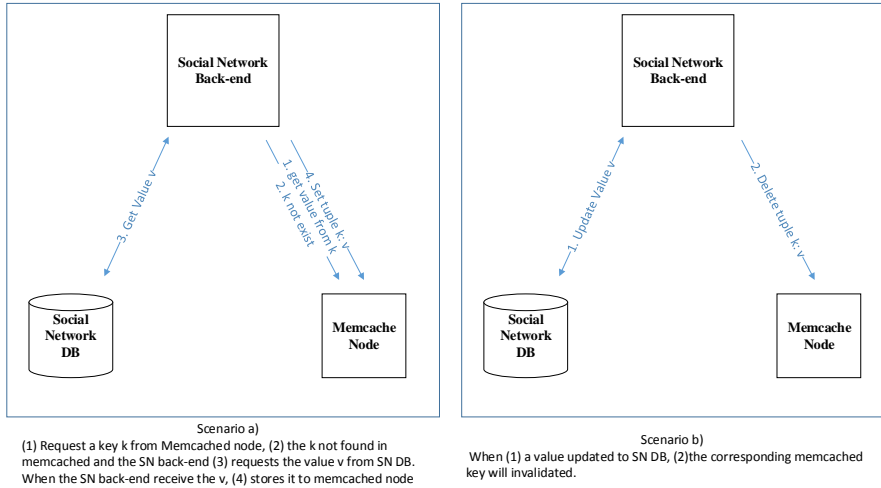 Social Network
Back-end
3. Get Value v
1. get value from k
2. k not exist
4. Set tuple k: v
Social
Network
DB
Memcache
Node
Scenario a)
(1) Request a key k from Memcached node, (2) the k not found in
memcached and the SN back-end (3) requests the value v from SN DB.
When the SN back-end receive the v, (4) stores it to memcached node
Social Network
Back-end
1. Update Value v
2. Delete tuple k: v
Social
Network
DB
Memcache
Node
Scenario b)
When (1) a value updated to SN DB, (2)the corresponding memcached
key will invalidated.